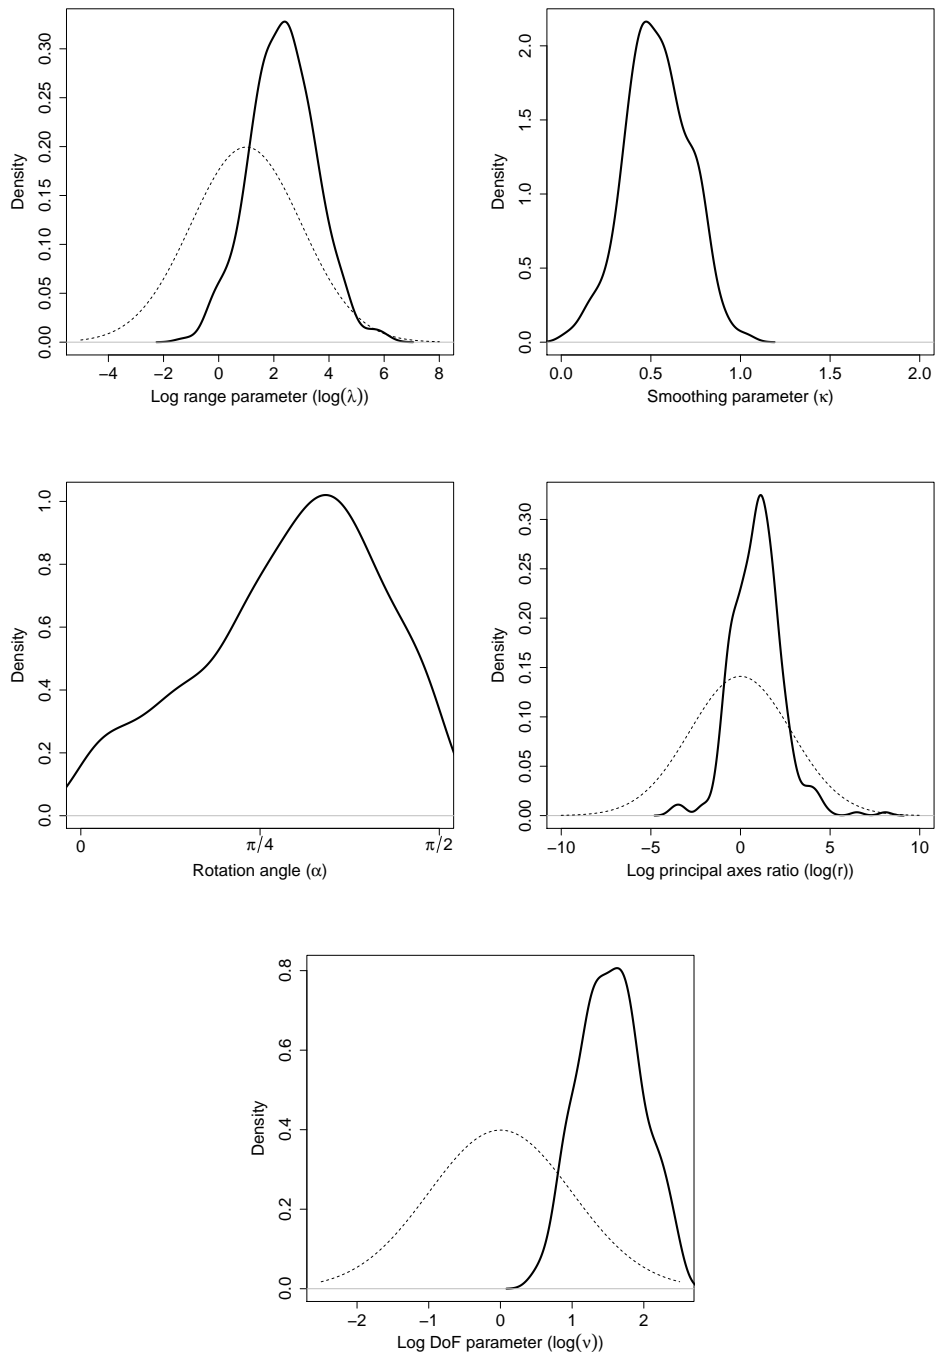 0.00 0.05 0.10 0.15 0.20 0.25 0.30
Density
−4 −2 0 2 4 6 8
Log range parameter (log(λ))
0.0 0.5 1.0 1.5 2.0
Density
0.0 0.5 1.0 1.5 2.0
Smoothing parameter (κ)
0.0 0.2 0.4 0.6 0.8 1.0
Density
0 π/4 π/2
Rotation angle (α)
0.00 0.05 0.10 0.15 0.20 0.25 0.30
Density
−10 −5 0 5 10
Log principal axes ratio (log(r))
0.0 0.2 0.4 0.6 0.8
Density
−2 −1 0 1 2
Log DoF parameter (log(ν))